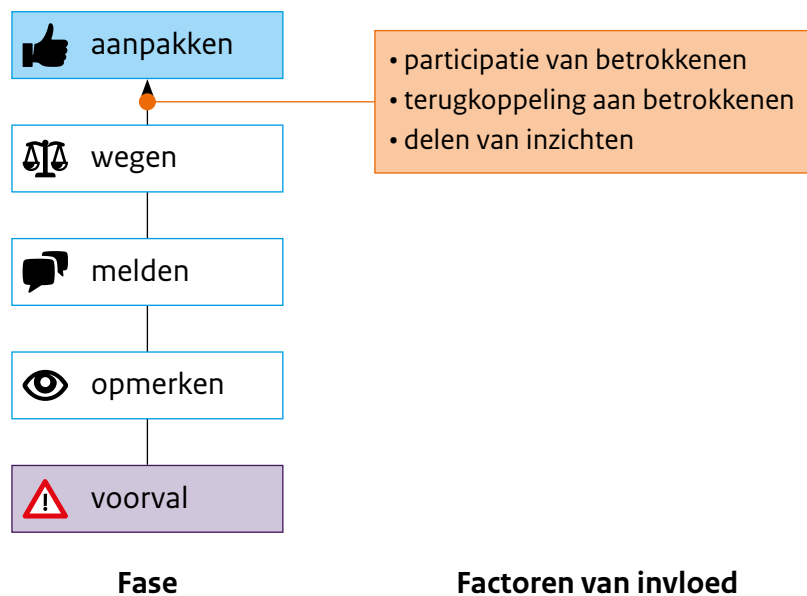 aanpakken
• participatie van betrokkenen
• terugkoppeling aan betrokkenen
• delen van inzichten
wegen
melden
opmerken
voorval
Fase
Factoren van invloed